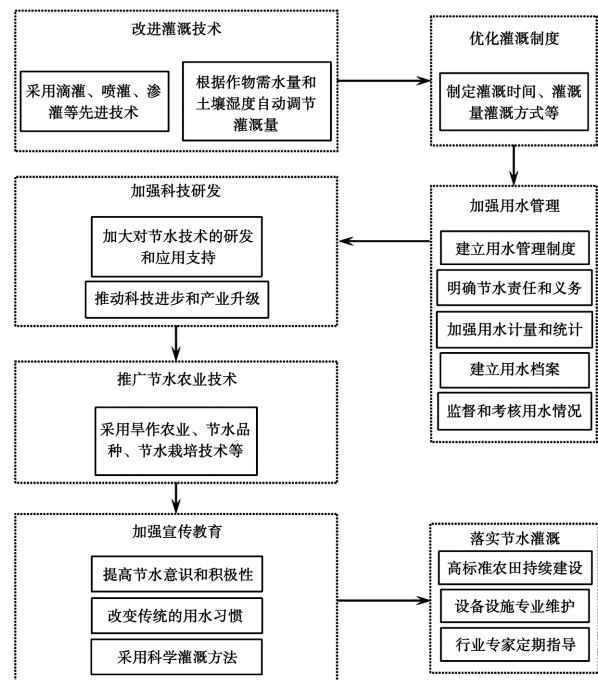 改进灌溉技术
采用滴灌、喷灌、渗
灌等先进技术
根据作物需水量和
土壤湿度自动调节
灌溉量
优化灌溉制度
制定灌溉时间、灌溉
量灌溉方式等
加强用水管理
建立用水管理制度
明确节水责任和义务
加强用水计量和统计
建立用水档案
监督和考核用水情况
加强科技研发
加大对节水技术的研发
和应用支持
推动科技进步和产业升级
推广节水农业技术
采用旱作农业、节水品
种、节水栽培技术等
加强宣传教育
提高节水意识和积极性
改变传统的用水习惯
采用科学灌溉方法
落实节水灌溉
高标准农田持续建设
设备设施专业维护
行业专家定期指导